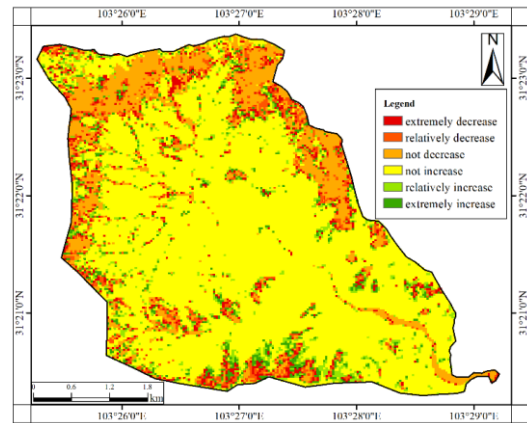 103°26'0"E 103°27'0"E 103°28'0"E 103°29'0"E
N
31°23'0"N
31°23'0"N
Legend
extremely decrease
relatively decrease
not decrease
not increase
relatively increase
extremely increase
31°22'0"N
31°22'0"N
31°21'0"N
31°21'0"N
0 0.6 1.2 1.8
km
103°26'0"E 103°27'0"E 103°28'0"E 103°29'0"E